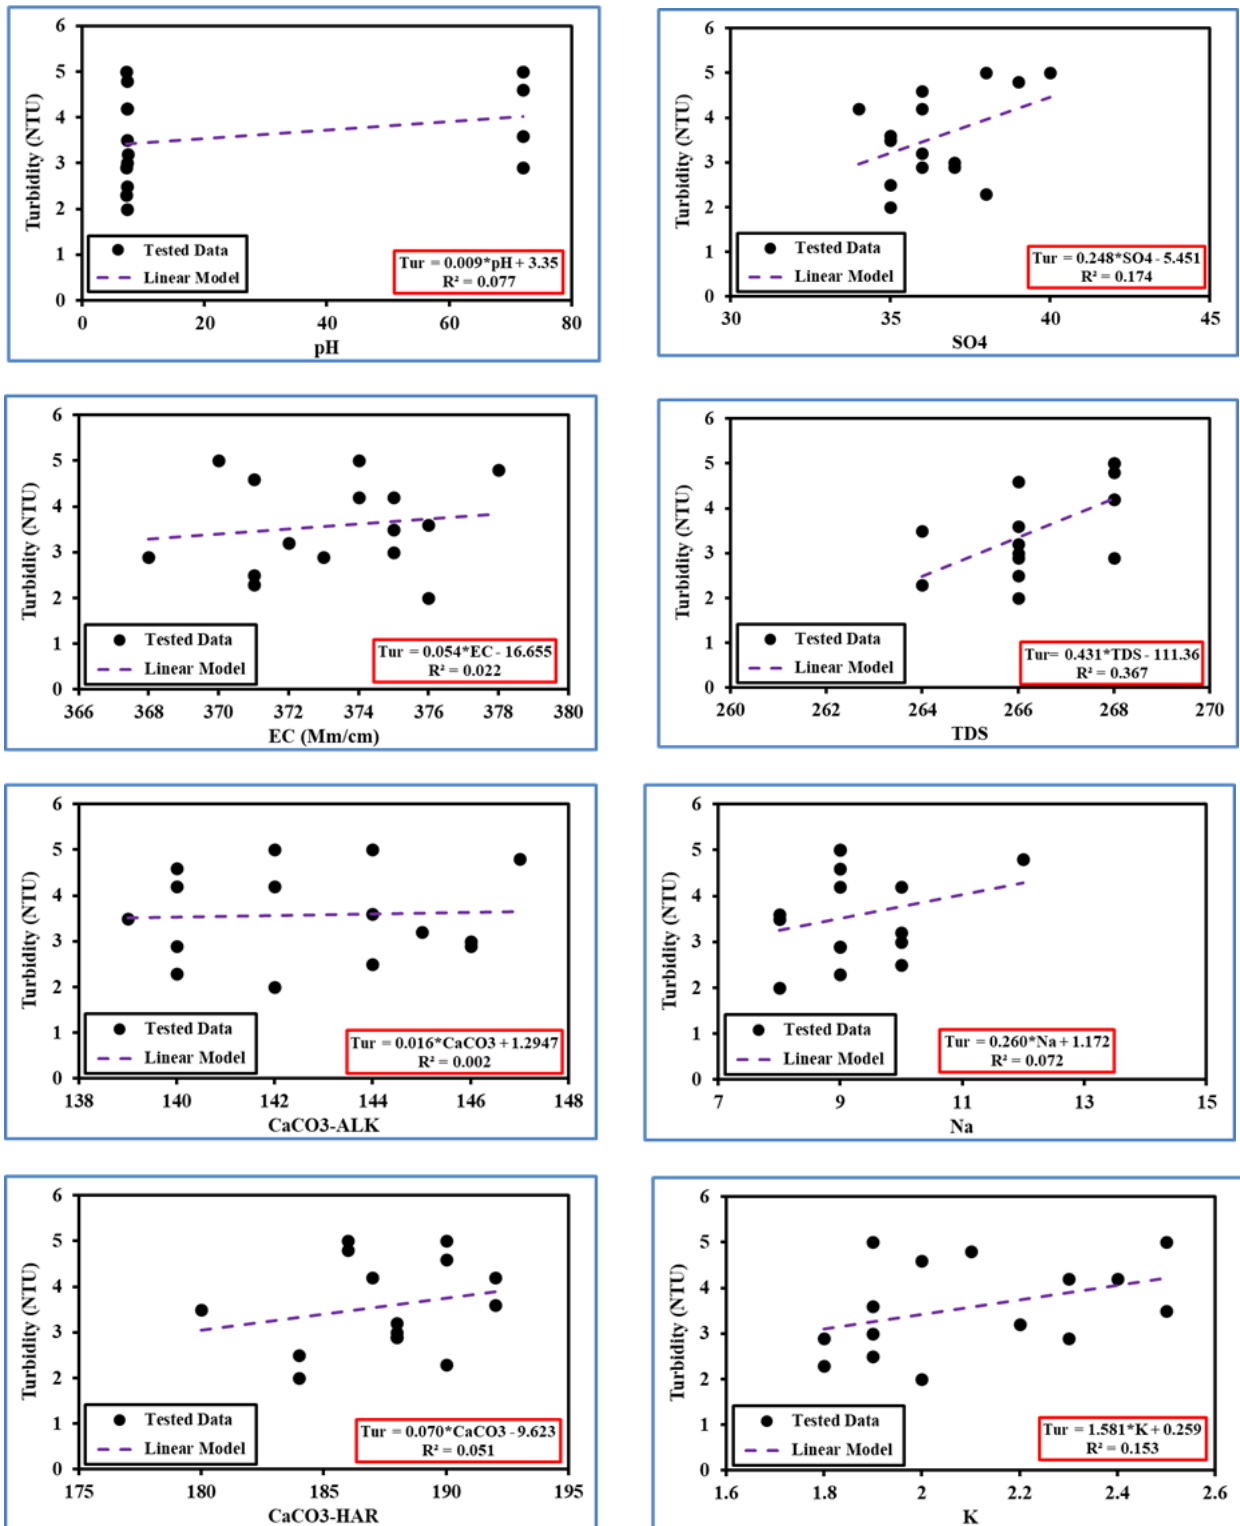 6
5
4
3
2
1
0
Turbidity (NTU)
Tested Data
Linear Model
Tur = 0.009*pH + 3.35
R² = 0.077
0 20 40 60 80
pH
6
5
4
3
2
1
0
Turbidity (NTU)
Tested Data
Linear Model
Tur = 0.248*SO4 - 5.451
R² = 0.174
30 35 40 45
SO4
6
5
4
3
2
1
0
Turbidity (NTU)
Tested Data
Linear Model
Tur = 0.054*EC - 16.655
R² = 0.022
366 368 370 372 374 376 378 380
EC (Mm/cm)
6
5
4
3
2
1
0
Turbidity (NTU)
Tested Data
Linear Model
Tur= 0.431*TDS - 111.36
R² = 0.367
260 262 264 266 268 270
TDS
6
5
4
3
2
1
0
Turbidity (NTU)
Tested Data
Linear Model
Tur = 0.016*CaCO3 + 1.2947
R² = 0.002
138 140 142 144 146 148
CaCO3-ALK
6
5
4
3
2
1
0
Turbidity (NTU)
Tested Data
Linear Model
Tur = 0.260*Na + 1.172
R² = 0.072
7 9 11 13 15
Na
6
5
4
3
2
1
0
Turbidity (NTU)
Tested Data
Linear Model
Tur = 0.070*CaCO3 - 9.623
R² = 0.051
175 180 185 190 195
CaCO3-HAR
6
5
4
3
2
1
0
Turbidity (NTU)
Tested Data
Linear Model
Tur = 1.581*K + 0.259
R² = 0.153
1.6 1.8 2 2.2 2.4 2.6
K